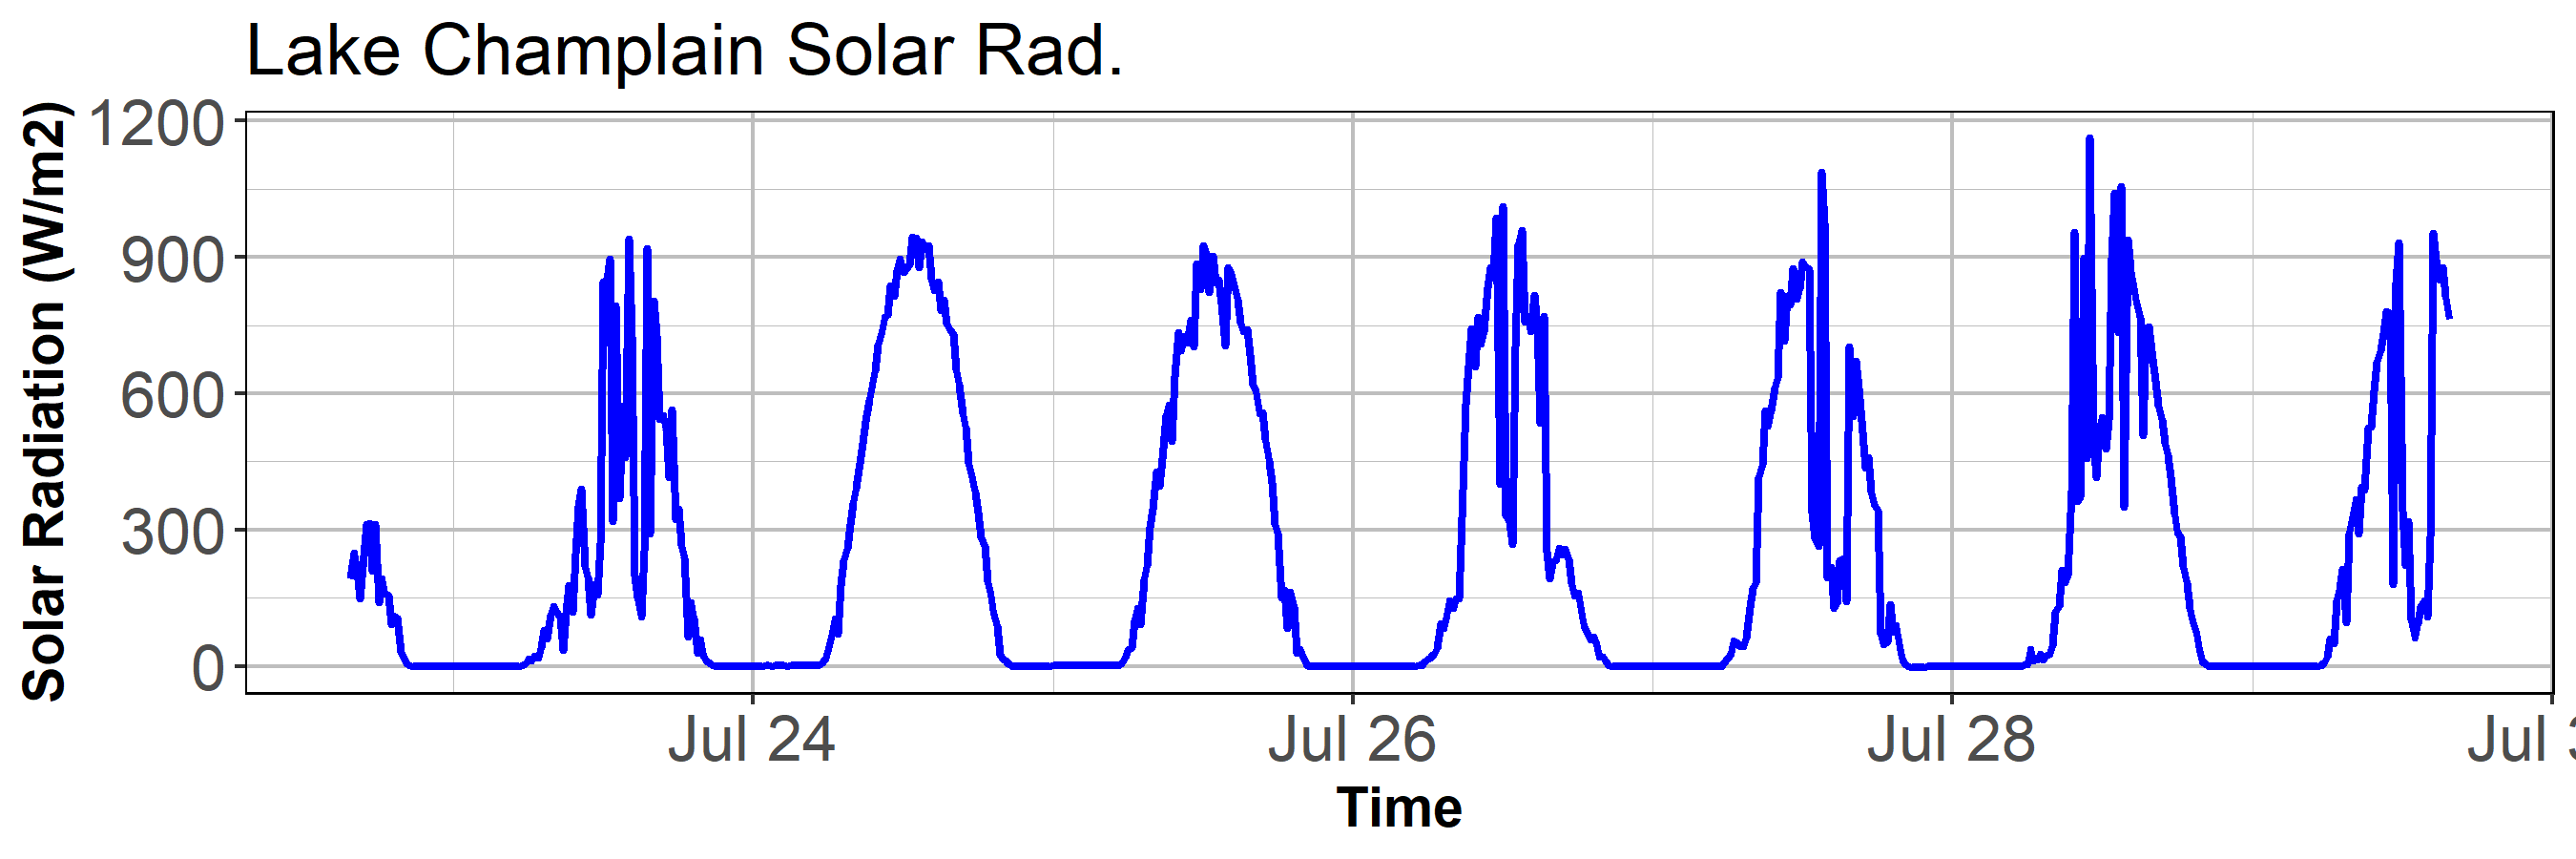 Lake Champlain Solar Rad.
Solar Radiation (W/m2)
1200
900
600
300
0
Jul 24 Jul 26 Jul 28 Jul
Time